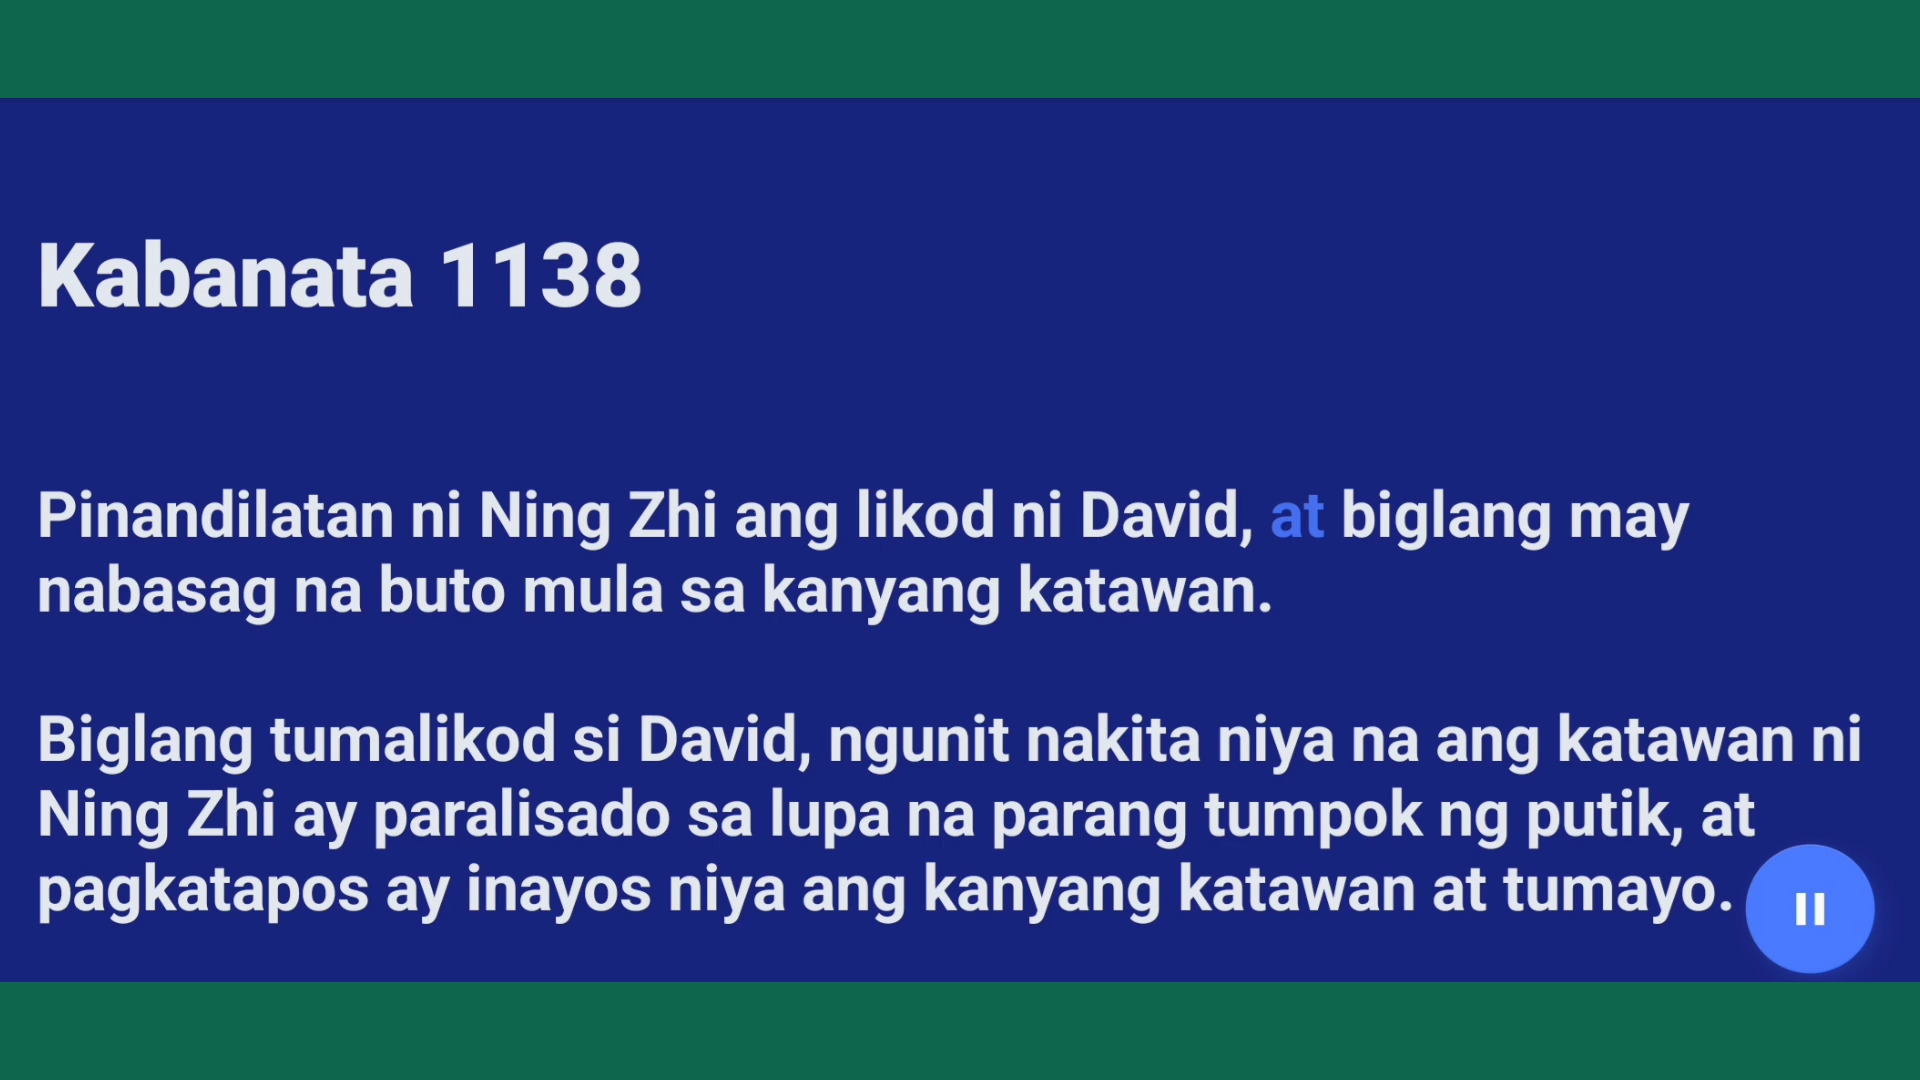 Kabanata 1138
Pinandilatan ni Ning Zhi ang likod ni David, at biglang may
nabasag na buto mula sa kanyang katawan.
Biglang tumalikod si David, ngunit nakita niya na ang katawan ni
Ning Zhi ay paralisado sa lupa na parang tumpok ng putik, at
pagkatapos ay inayos niya ang kanyang katawan at tumayo.